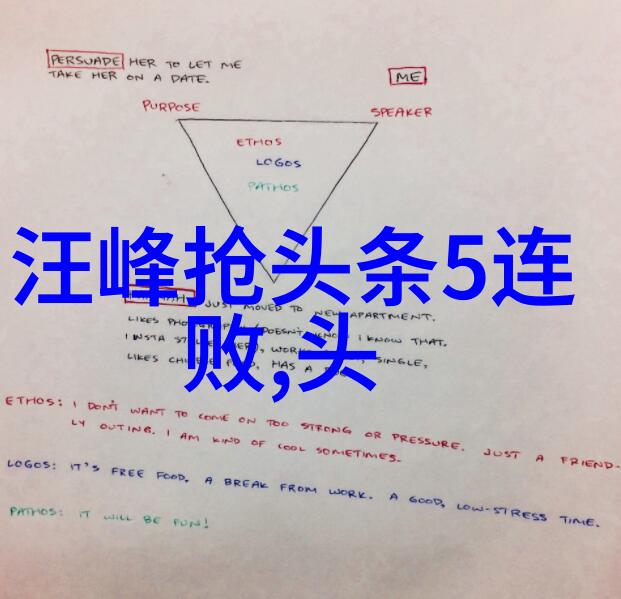 PERSUADE HER TO LET ME
TAKE HER ON A DATE.
ME
PURPOSE
SPEAKER
ETHOS
LOGOS
PATHOS
汪峰抢头条5连
败,头
JUST MOVED TO NEW APARTMENT.
LIKES I KNOW THAT.
I INSTA SINGLE,
LIKES HAS A
ETHOS: I DON'T WANT TO COME ON TOO STRONG OR PRESSURE. JUST A FRIEND-
LY OUTING. I AM KIND OF COOL SOMETIMES.
LOGOS: IT'S FREE FOOD. A BREAK FROM WORK. A GOOD, LOW-STRESS TIME.
PATHOS: IT WILL BE FUN!